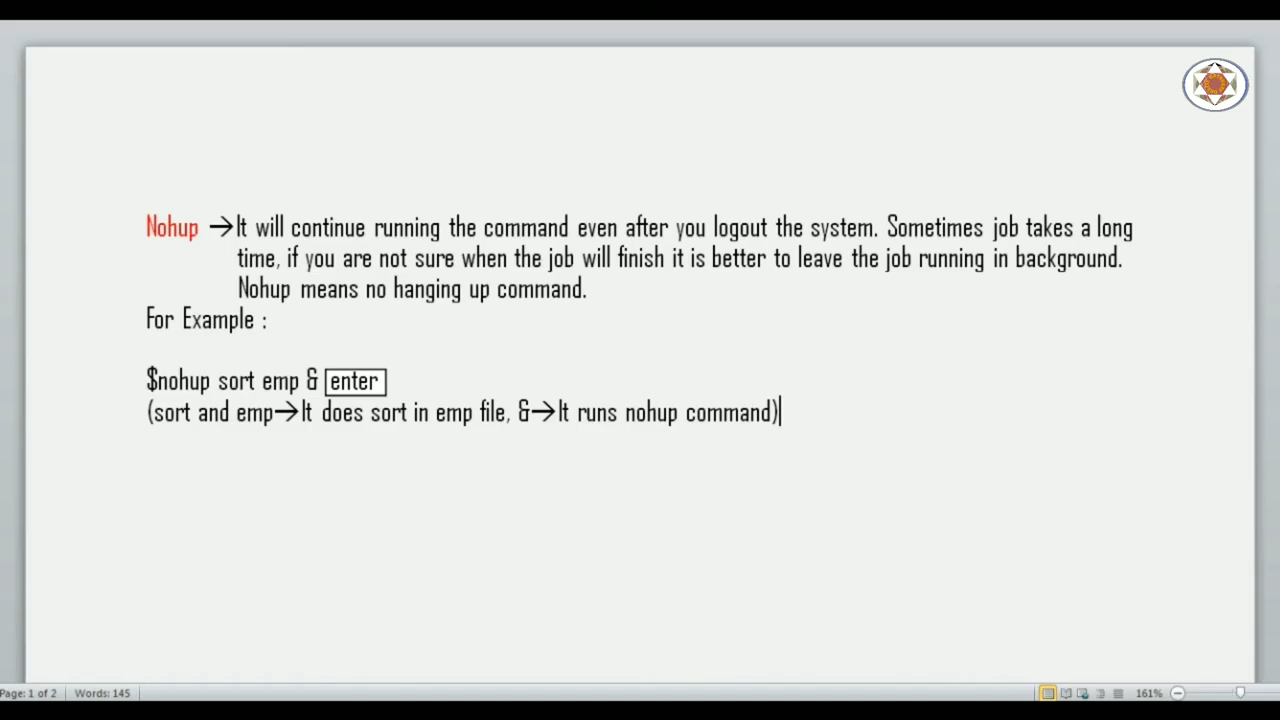 Nohup →It will continue running the command even after you logout the system. Sometimes job takes a long
time, if you are not sure when the job will finish it is better to leave the job running in background.
Nohup means no hanging up command.
For Example :
$nohup sort emp & enter
(sort and emp→It does sort in emp file, &→It runs nohup command)
Page: 1 of 2 Words: 145 161%